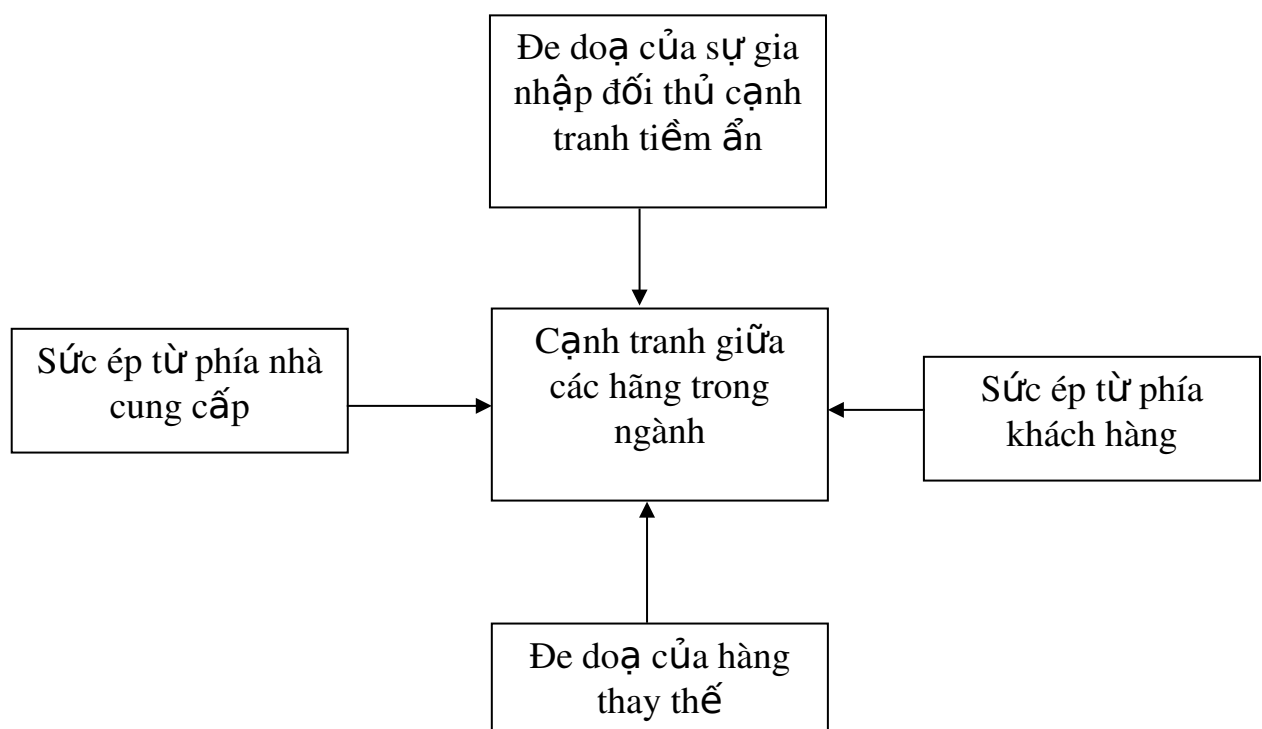 Đe doạ của sự gia
nhập đối thủ cạnh
tranh tiềm ẩn
Sức ép từ phía nhà
cung cấp
Cạnh tranh giữa
các hãng trong
ngành
Sức ép từ phía
khách hàng
Đe doạ của hàng
thay thế